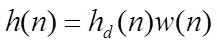 h(n) = h_d(n)w(n)